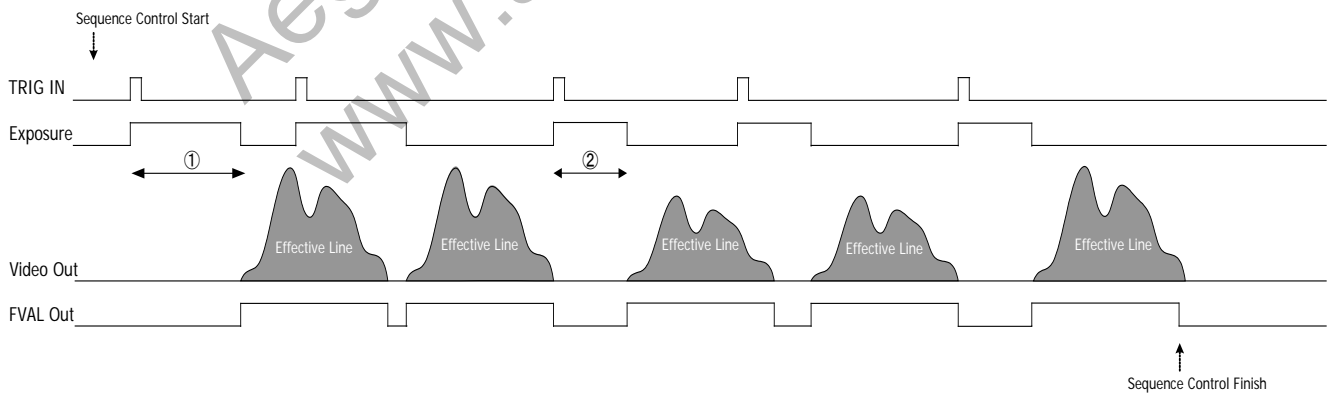 Sequence Control Start
TRIG IN
Exposure
① ②
Effective Line Effective Line Effective Line Effective Line Effective Line
Video Out
FVAL Out
Sequence Control Finish